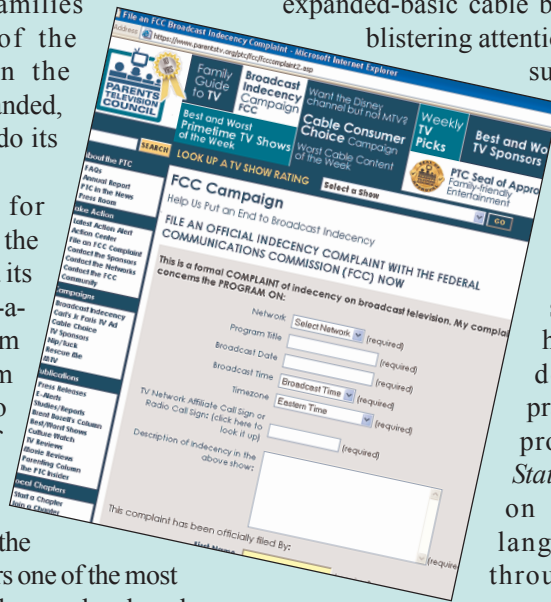 amilies
of the
n the
anded,
do its
for
the
its
-a-
m
m
o
the
rs one of the most
expanded-basic cable b
blistering attentio
su
h
d
pr
pro
Stat
on
lang
throu
File an FCC Broadcast Indecency Complaint - Microsoft Internet Explorer
Address https://www.parentstv.org/ptc/fcc/fcccomplaint2.asp
PARENTS
TELEVISION
COUNCIL
Family
Guide
to TV
Broadcast
Indecency
Campaign
FCC
Want the Disney
channel but not MTV?
Cable Consumer
Choice Campaign
Weekly
TV
Picks
Best and Wo
TV Sponsors
Best and Worst
Primetime TV Shows
of the Week
Worst Cable Content
of the Week
PTC Seal of Appro
Family-friendly
Entertainment
SEARCH
LOOK UP A TV SHOW RATING
Select a Show
GO
About the PTC
FAQs
Annual Report
PTC in the News
Press Room
Take Action
Latest Action Alert
Action Center
File an FCC Complaint
Contact the Sponsors
Contact the Networks
Contact the FCC
Community
Campaigns
Broadcast Indecency
Carl's Jr Paris TV Ad
Cable Choice
TV Sponsors
Nip/Tuck
Rescue Me
MTV
Publications
Press Releases
E-Alerts
Studies/Reports
Brent Bozell's Column
Best/Worst Shows
Culture Watch
TV Reviews
Movie Reviews
Parenting Column
The PTC Insider
Local Chapters
Start a Chapter
Join a Chapter
FCC Campaign
Help Us Put an End to Broadcast Indecency
FILE AN OFFICIAL INDECENCY COMPLAINT WITH THE FEDERAL
COMMUNICATIONS COMMISSION (FCC) NOW
This is a formal COMPLAINT of indecency on broadcast television. My complai
concerns the PROGRAM ON:
Network Select Network (required)
Program Title (required)
Broadcast Date (required)
Broadcast Time Broadcast Time (required)
Timezone Eastern Time (required)
TV Network Affiliate Call Sign or
Radio Call Sign: (click here to
look it up) (required)
Description of Indecency in the
above show: (require
This complaint has been officially filed By:
First Name